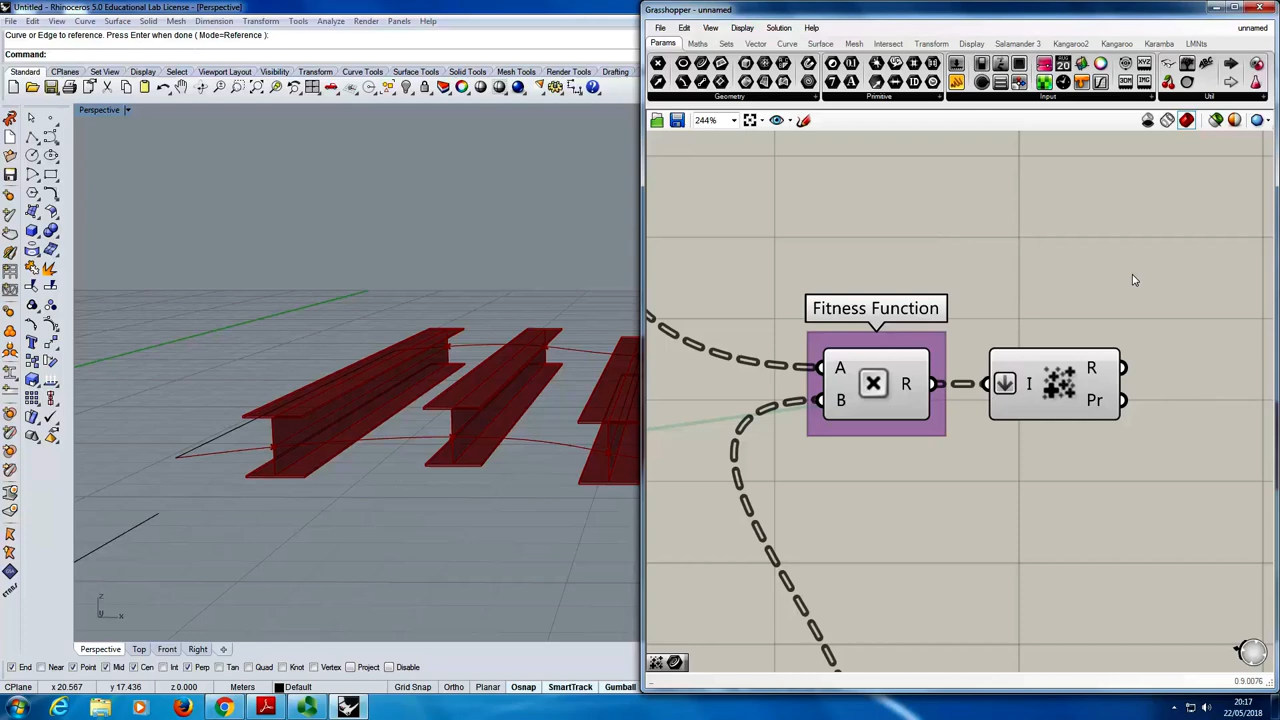 Untitled - Rhinoceros 5.0 Educational Lab License - [Perspective]
File Edit View Curve Surface Solid Mesh Dimension Transform Tools Analyze Render Panels Help
Curve or Edge to reference. Press Enter when done ( Mode=Reference ):
Command:
Standard CPlanes Set View Display Select Viewport Layout Visibility Transform Curve Tools Surface Tools Solid Tools Mesh Tools Render Tools Drafting
Perspective
z
y x
Perspective Top Front Right
End Near Point Mid Cen Int Perp Tan Quad Knot Vertex Project Disable
CPlane x 20.567 y 17.436 z 0.000 Meters Default Grid Snap Ortho Planar Osnap SmartTrack Gumball
Grasshopper - unnamed
File Edit View Display Solution Help unnamed
Params Maths Sets Vector Curve Surface Mesh Intersect Transform Display Salamander 3 Kangaroo2 Kangaroo Karamba LMNts
Geometry Primitive Input Util
244%
Fitness Function
A
B
R
I
R
Pr
0.9.0076
20:17
22/05/2018